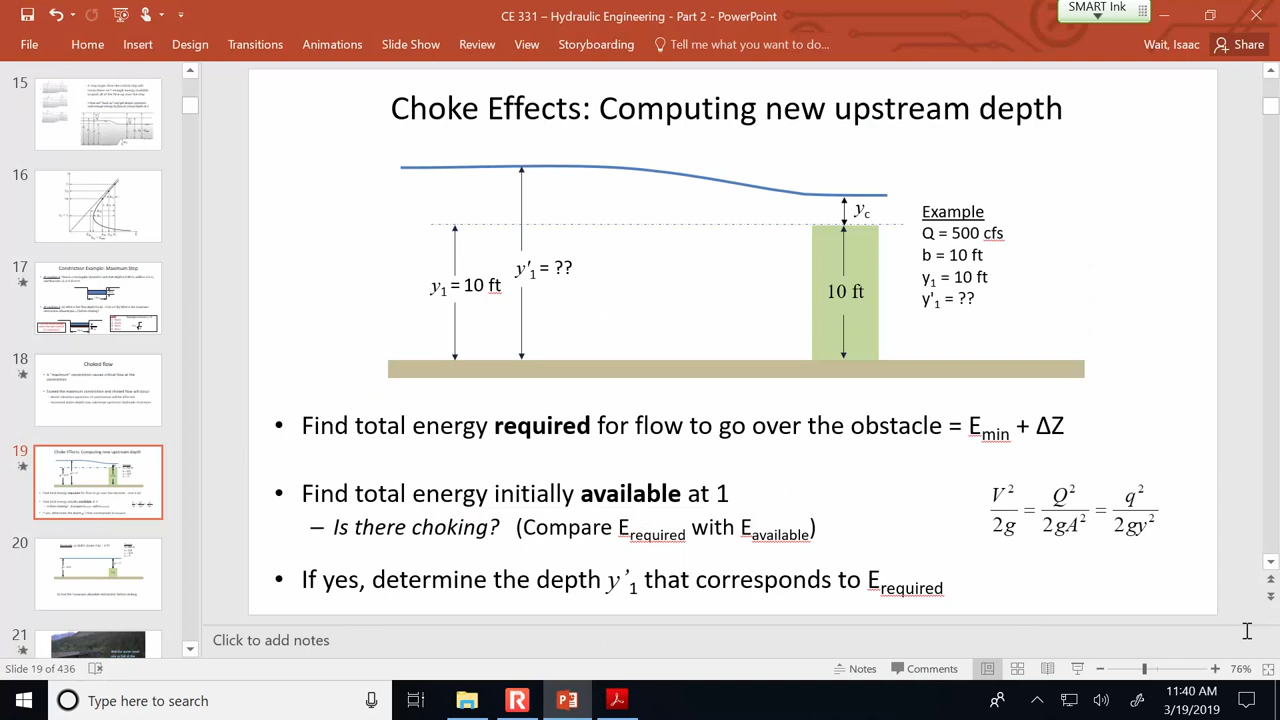 CE 331 – Hydraulic Engineering - Part 2 - PowerPoint
SMART Ink
File Home Insert Design Transitions Animations Slide Show Review View Storyboarding Tell me what you want to do... Wait, Isaac Share
15
16
17
Constriction Example: Maximum Step
18
Choked flow
19
Choke Effects: Computing new upstream depth
20
21
Choke Effects: Computing new upstream depth
yc
y1 = 10 ft
y'1 = ??
10 ft
Example
Q = 500 cfs
b = 10 ft
y1 = 10 ft
y'1 = ??
• Find total energy required for flow to go over the obstacle = Emin + ΔZ
• Find total energy initially available at 1
– Is there choking? (Compare Erequired with Eavailable)
V²/2g = Q²/2gA² = q²/2gy²
• If yes, determine the depth y'1 that corresponds to Erequired
Click to add notes
Slide 19 of 436
Notes Comments 76%
Type here to search
11:40 AM
3/19/2019